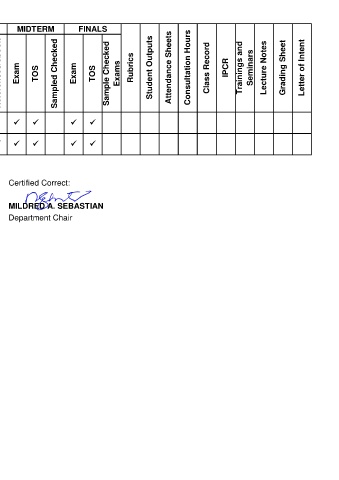 MIDTERM FINALS
Exam TOS Sampled Checked Exam TOS Sample Checked Exams Rubrics Student Outputs Attendance Sheets Consultation Hours Class Record IPCR Trainings and Seminars Lecture Notes Grading Sheet Letter of Intent
✓ ✓ ✓ ✓
✓ ✓ ✓ ✓
Certified Correct:
MILDRED A. SEBASTIAN
Department Chair